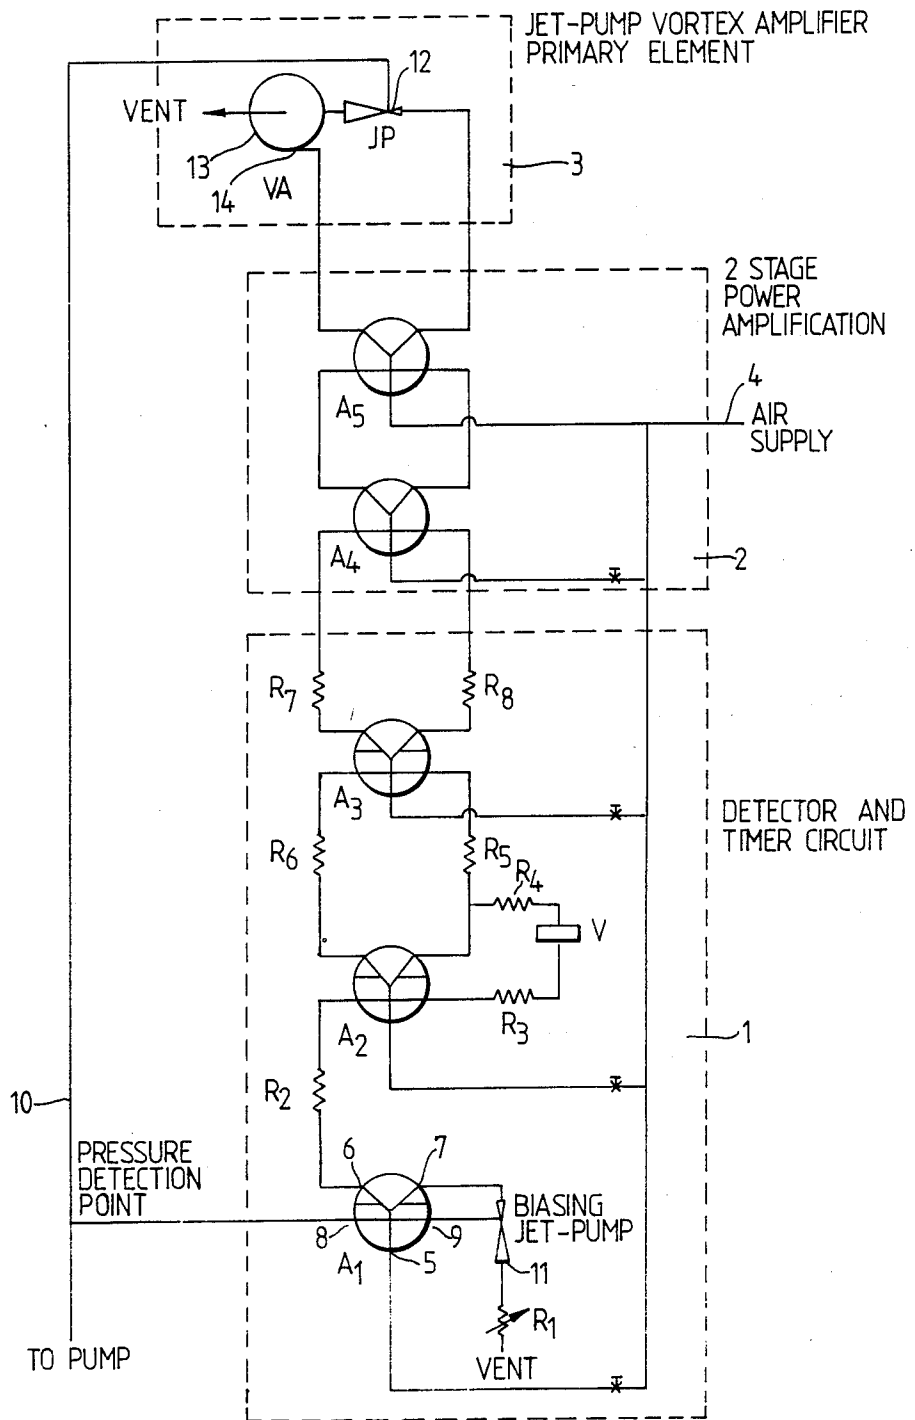 JET-PUMP VORTEX AMPLIFIER
PRIMARY ELEMENT
12
VENT
JP
13
14
VA
3
2 STAGE
POWER
AMPLIFICATION
4
AIR
SUPPLY
A5
A4
2
R7
R8
A3
DETECTOR AND
TIMER CIRCUIT
R6
R5
R4
V
A2
R3
1
R2
10
PRESSURE
DETECTION
POINT
6
7
BIASING
JET-PUMP
8
9
A1
5
11
R1
TO PUMP
VENT